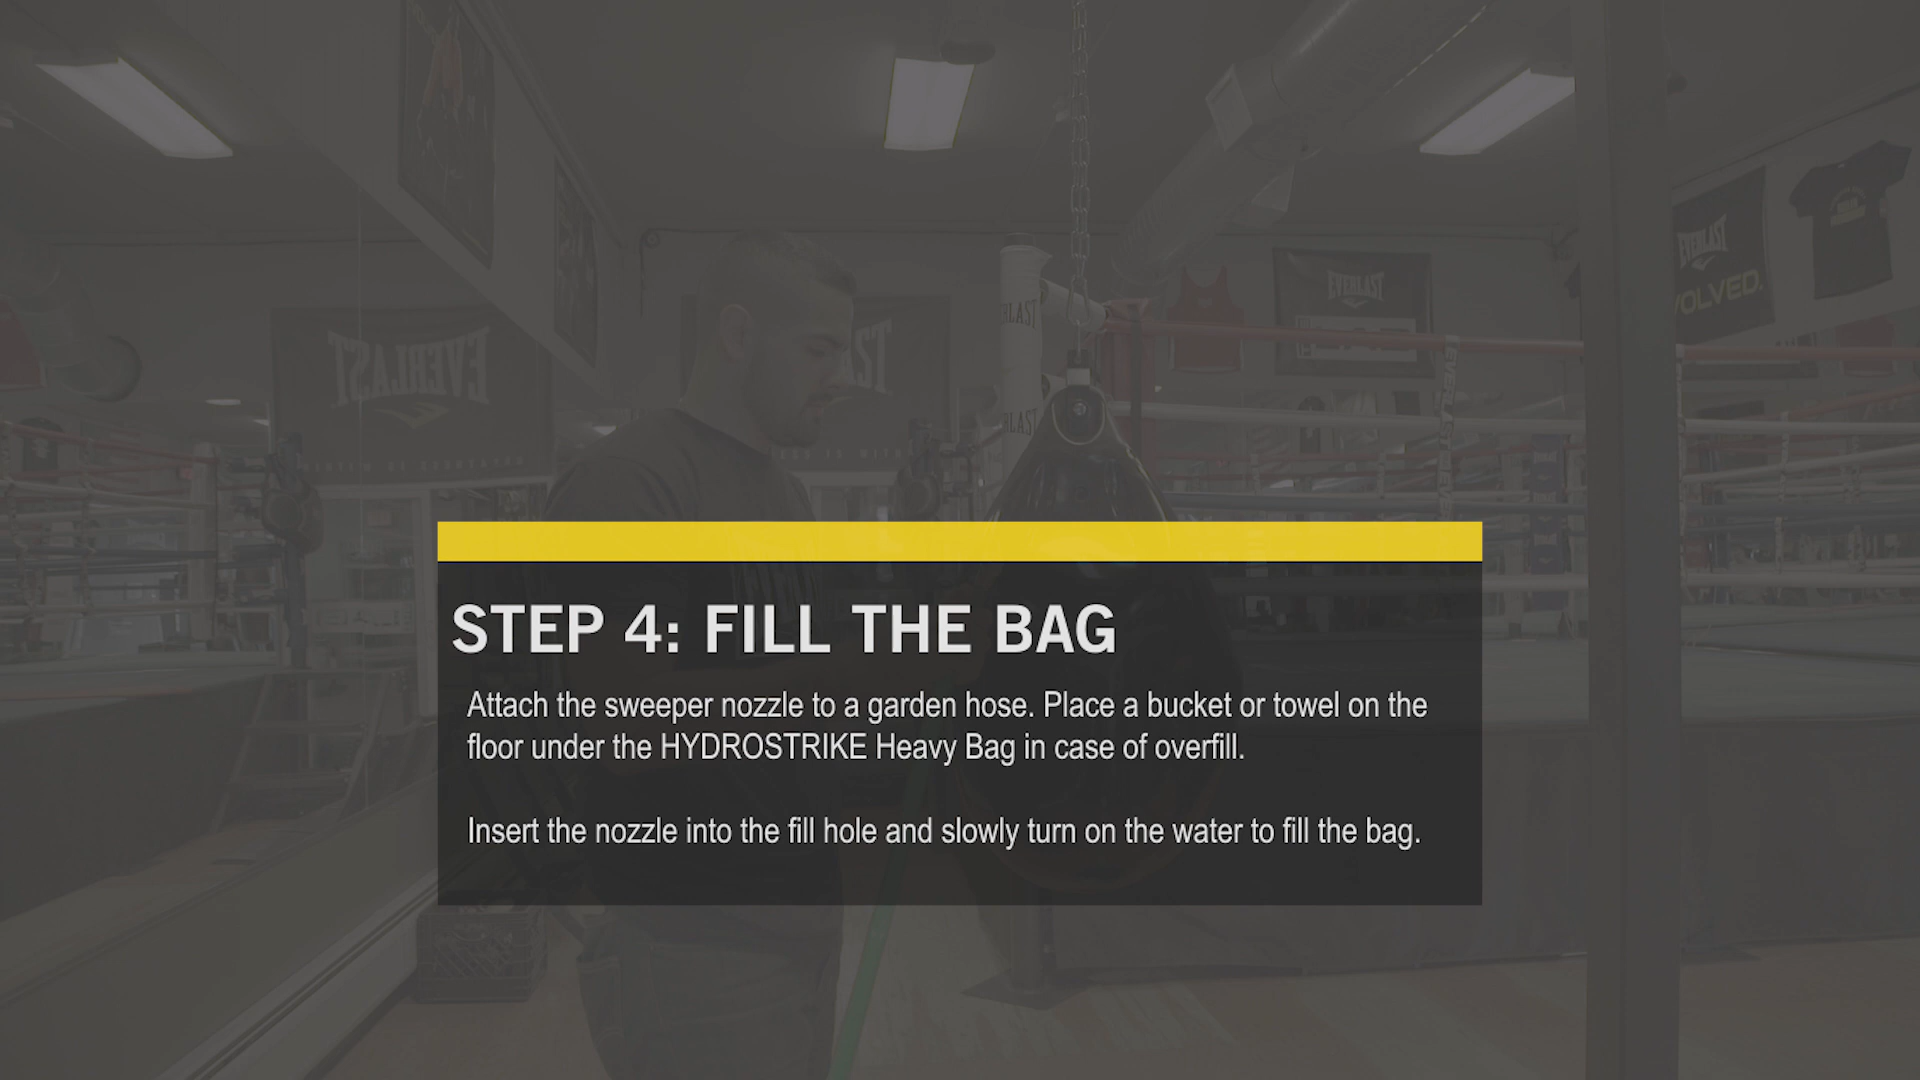 EVERLAST
EVERLAST
VOLVED.
STEP 4: FILL THE BAG
Attach the sweeper nozzle to a garden hose. Place a bucket or towel on the
floor under the HYDROSTRIKE Heavy Bag in case of overfill.
Insert the nozzle into the fill hole and slowly turn on the water to fill the bag.